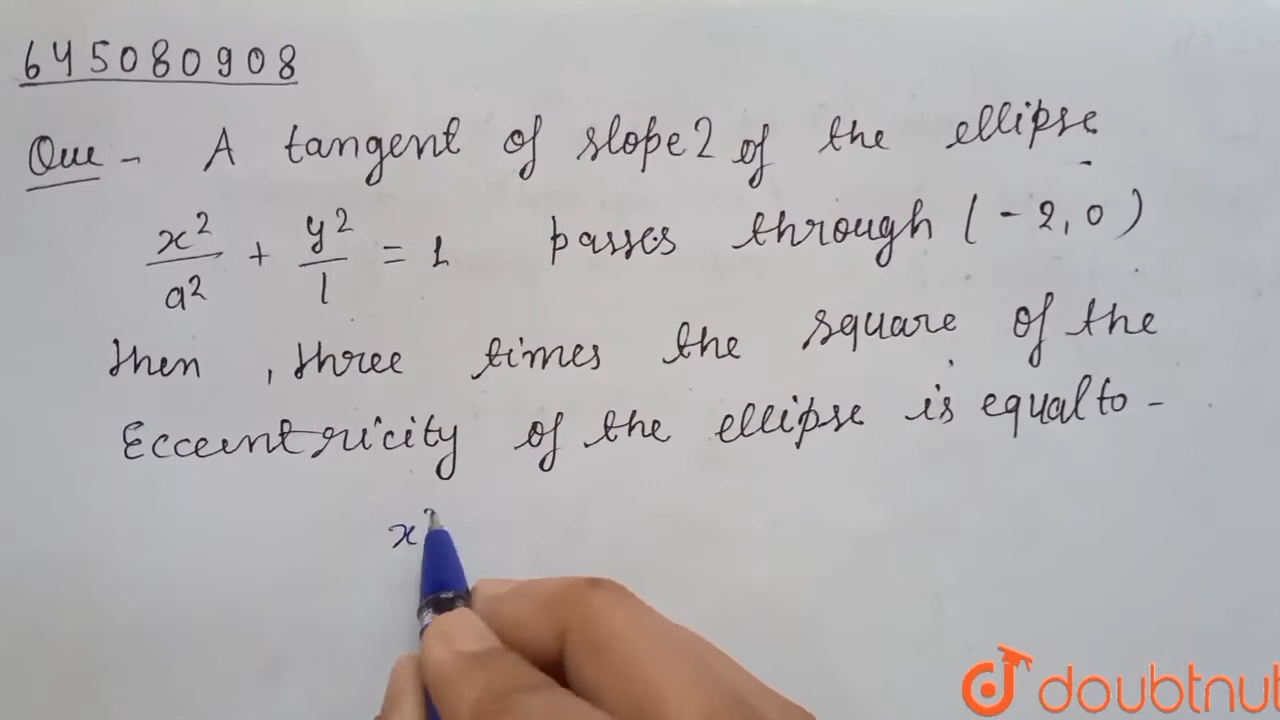 645080908
Que - A tangent of slope 2 of the ellipse
x²/a² + y²/1 = 1 passes through (-2,0)
then, three times the square of the
Eccentricity of the ellipse is equal to -
x²
doubtnut